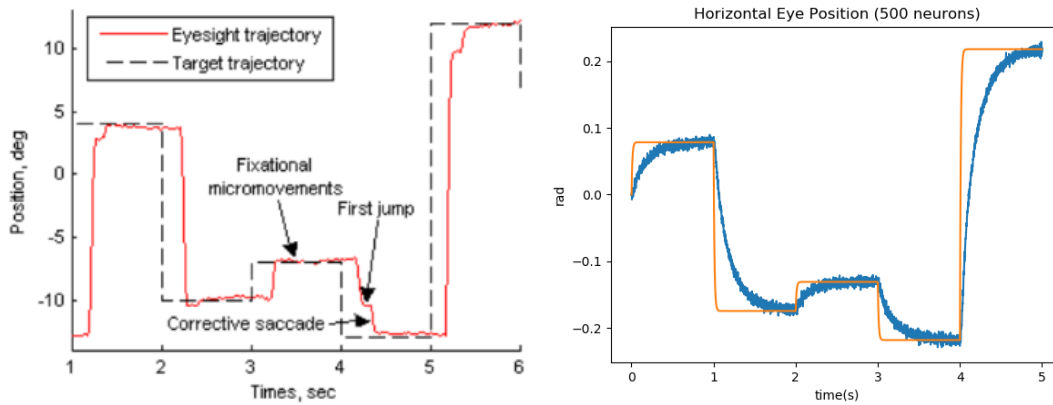 Eyesight trajectory
Target trajectory
Fixational
micromovements
First jump
Corrective saccade
Position, deg
10
5
0
-5
-10
1
2
3
4
5
6
Times, sec
Horizontal Eye Position (500 neurons)
rad
0.2
0.1
0.0
−0.1
−0.2
0
1
2
3
4
5
time(s)